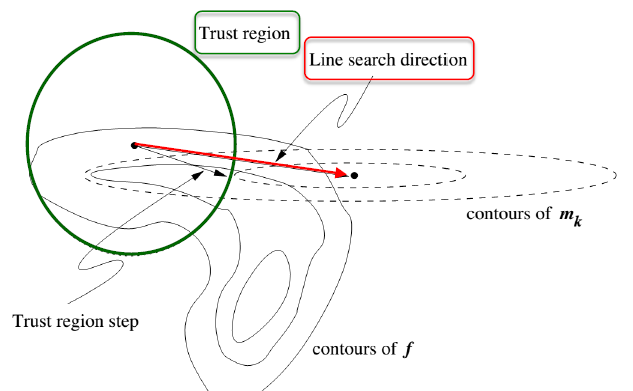 Trust region
Line search direction
contours of m_k
Trust region step
contours of f